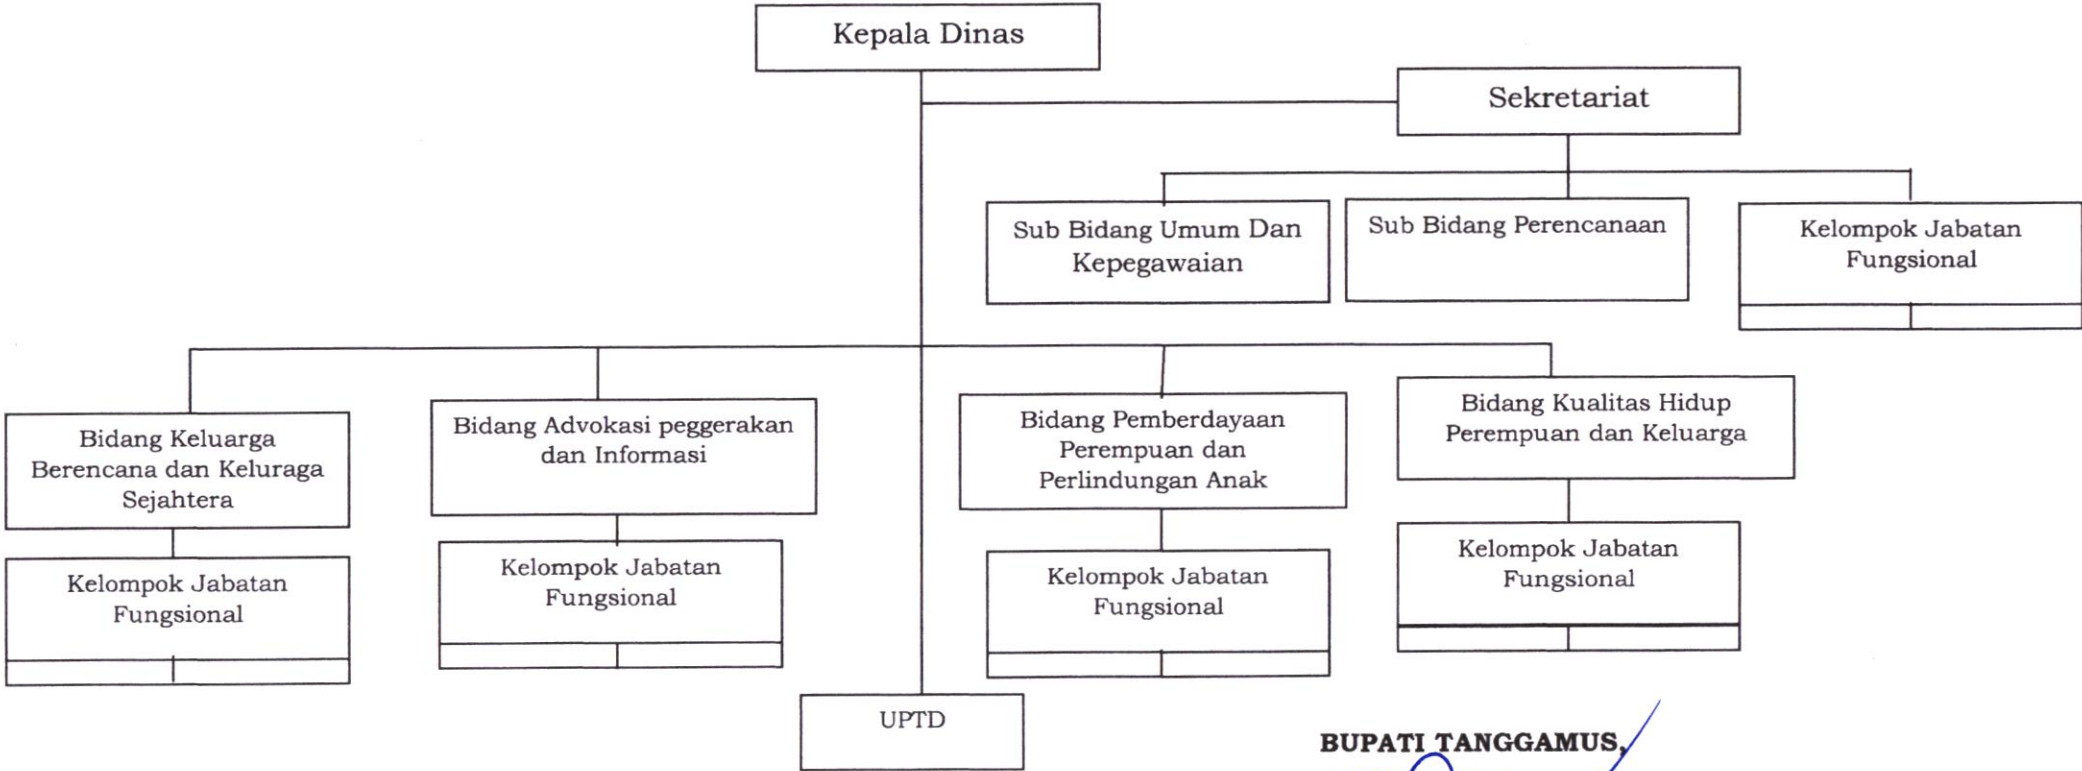 Kepala Dinas
Sekretariat
Sub Bidang Umum Dan
Kepegawaian
Sub Bidang Perencanaan
Kelompok Jabatan
Fungsional
Bidang Keluarga
Berencana dan Keluraga
Sejahtera
Bidang Advokasi peggerakan
dan Informasi
Bidang Pemberdayaan
Perempuan dan
Perlindungan Anak
Bidang Kualitas Hidup
Perempuan dan Keluarga
Kelompok Jabatan
Fungsional
Kelompok Jabatan
Fungsional
Kelompok Jabatan
Fungsional
Kelompok Jabatan
Fungsional
UPTD
BUPATI TANGGAMUS,